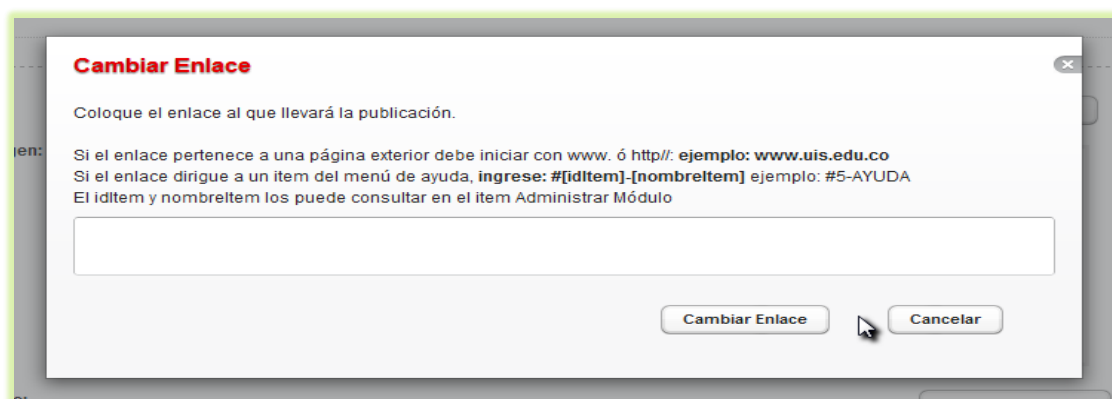 Cambiar Enlace
Coloque el enlace al que llevará la publicación.
Si el enlace pertenece a una página exterior debe iniciar con www. ó http//: ejemplo: www.uis.edu.co
Si el enlace dirigue a un item del menú de ayuda, ingrese: #[idItem]-[nombreItem] ejemplo: #5-AYUDA
El idItem y nombreItem los puede consultar en el item Administrar Módulo
Cambiar Enlace
Cancelar